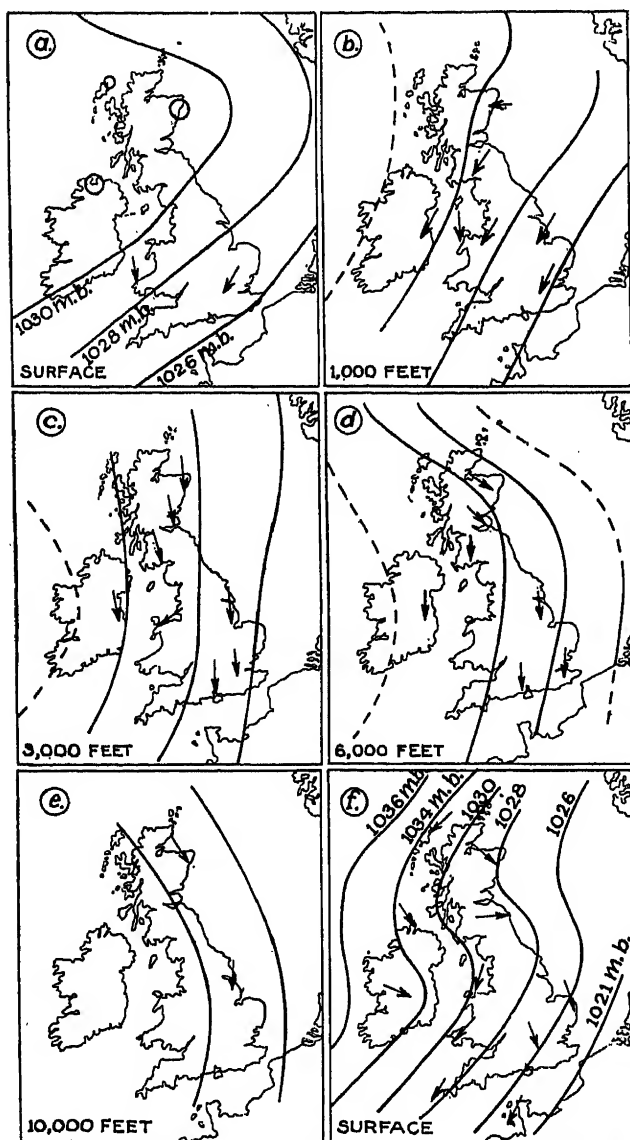 a.
1030 m.b.
1028 m.b.
1026 m.b.
SURFACE
b.
1,000 FEET
c.
3,000 FEET
d
6,000 FEET
e.
10,000 FEET
f.
1036 m.b.
1034 m.b.
1030
1028
1026
1021 m.b.
SURFACE